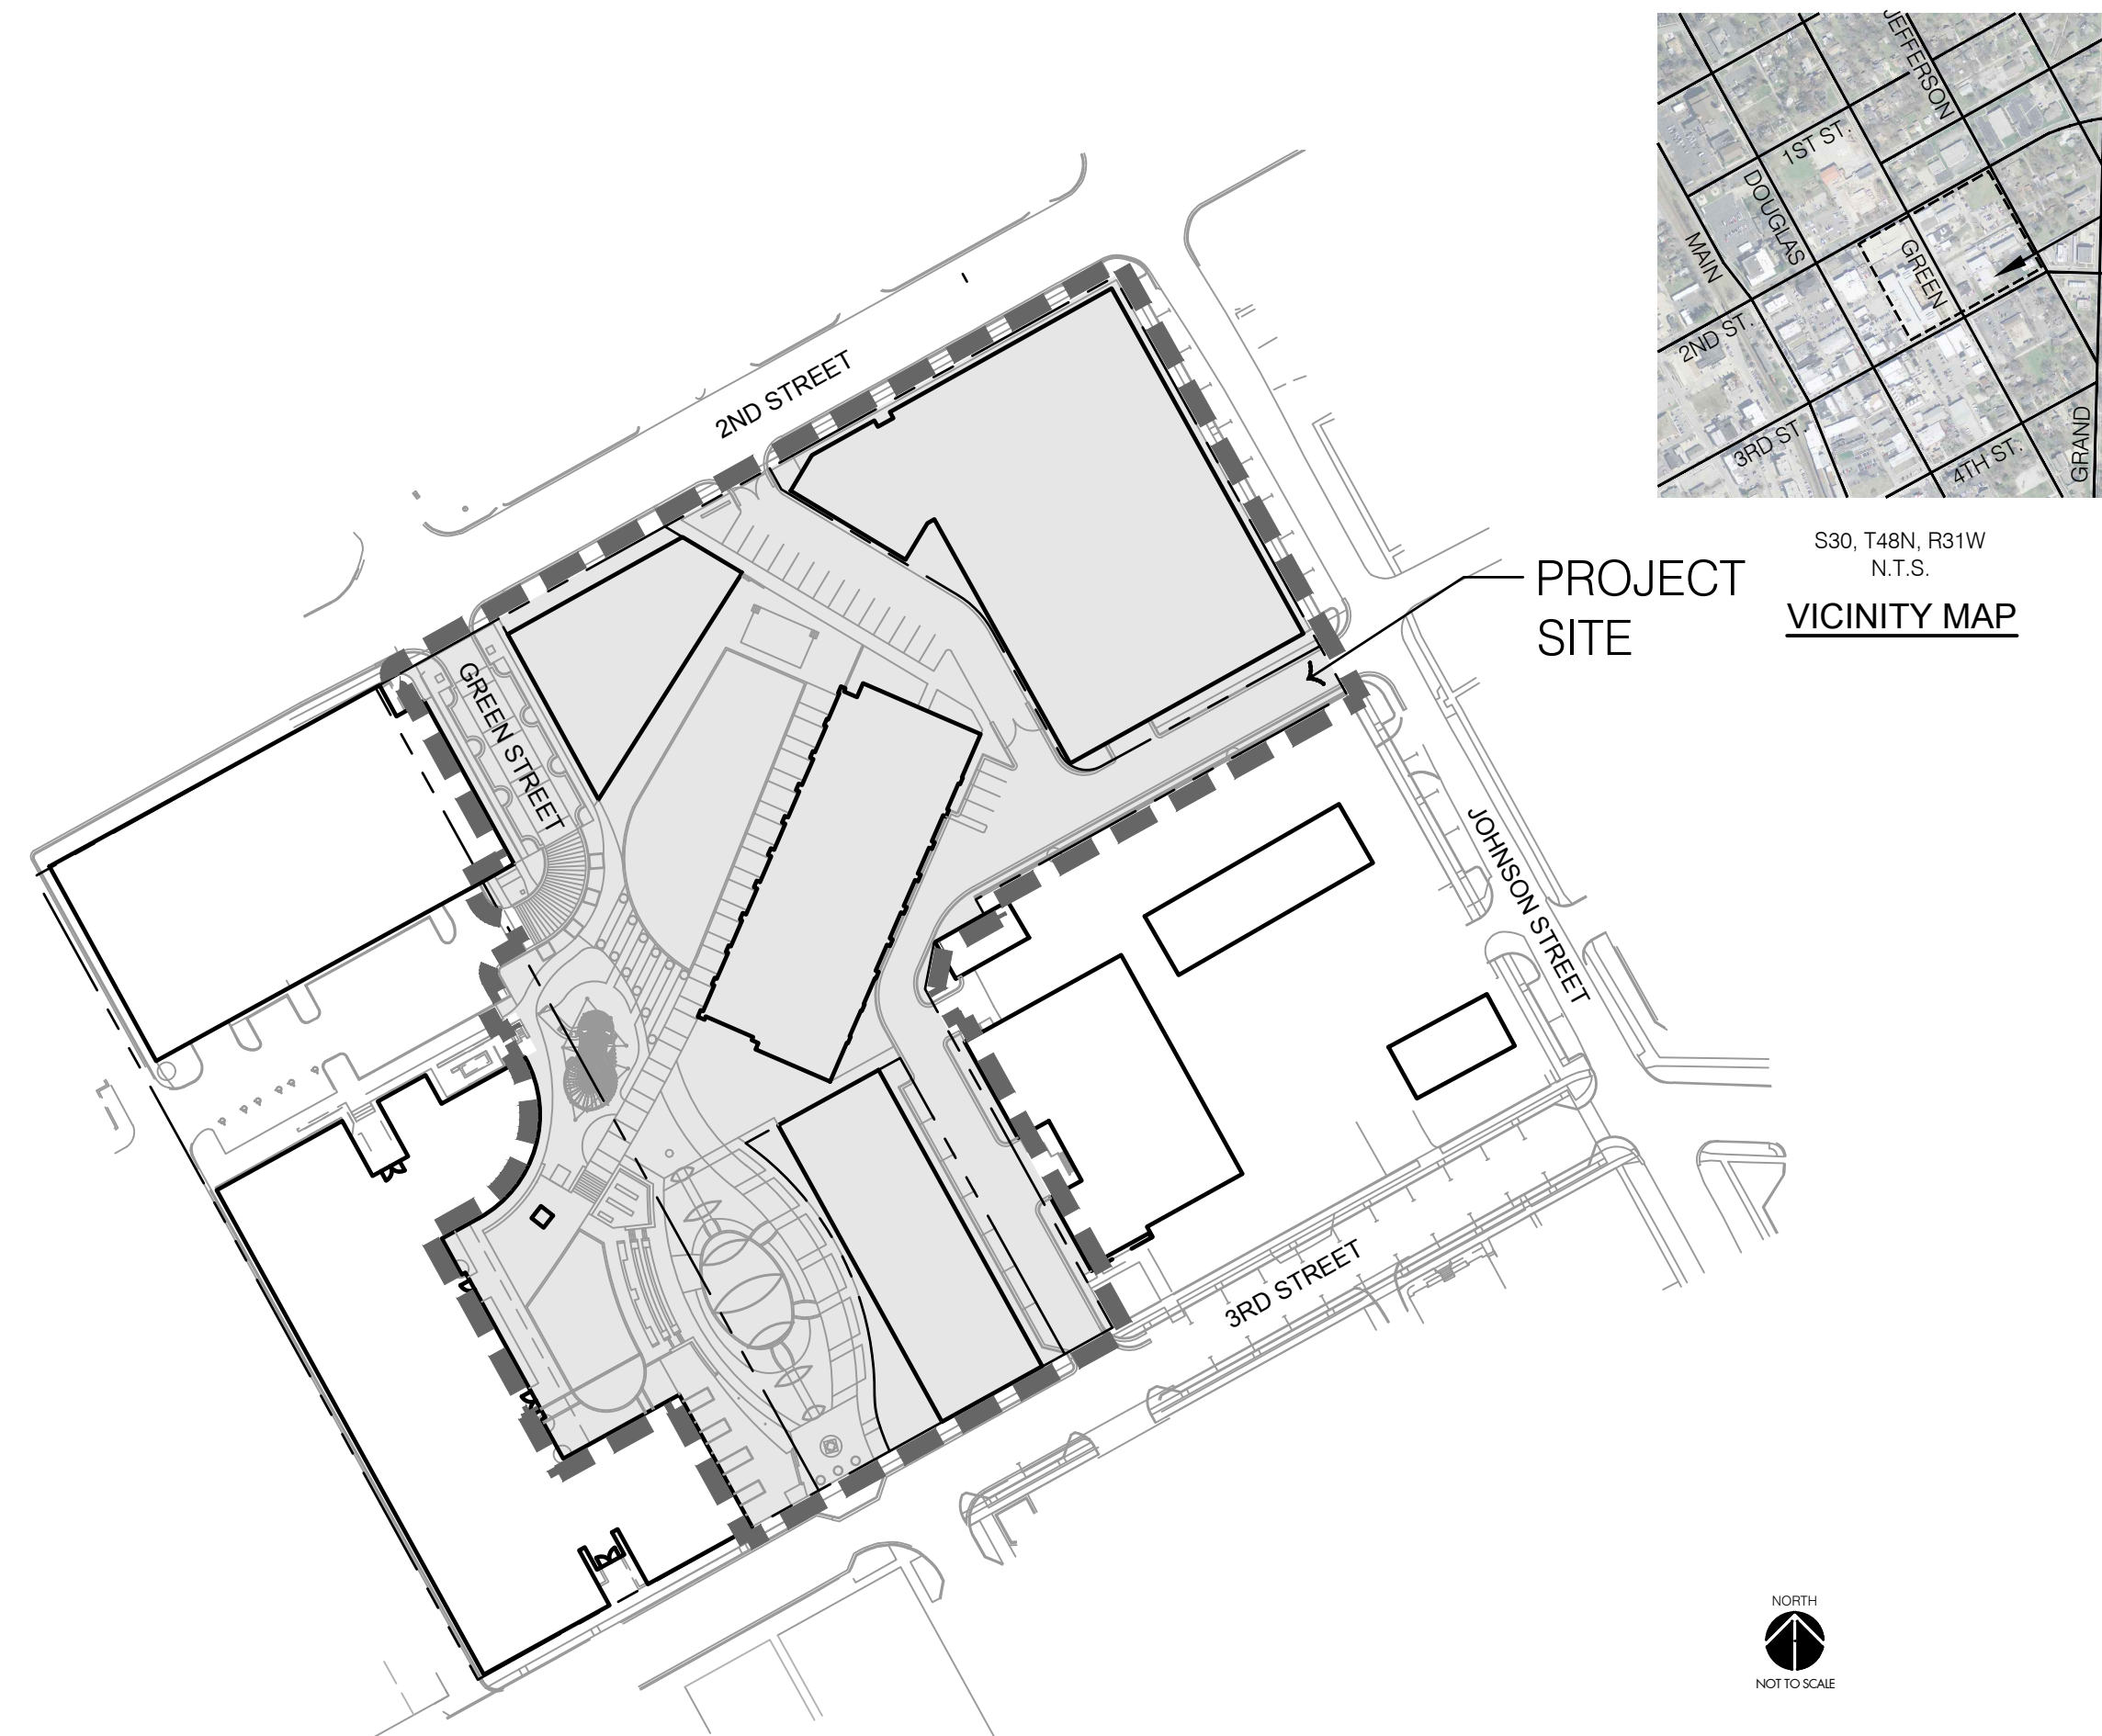 JEFFERSON
1ST ST.
DOUGLAS
MAIN
GREEN
2ND ST.
3RD ST.
4TH ST.
GRAND
S30, T48N, R31W
N.T.S.
VICINITY MAP
2ND STREET
PROJECT
SITE
GREEN STREET
JOHNSON STREET
3RD STREET
NORTH
NOT TO SCALE